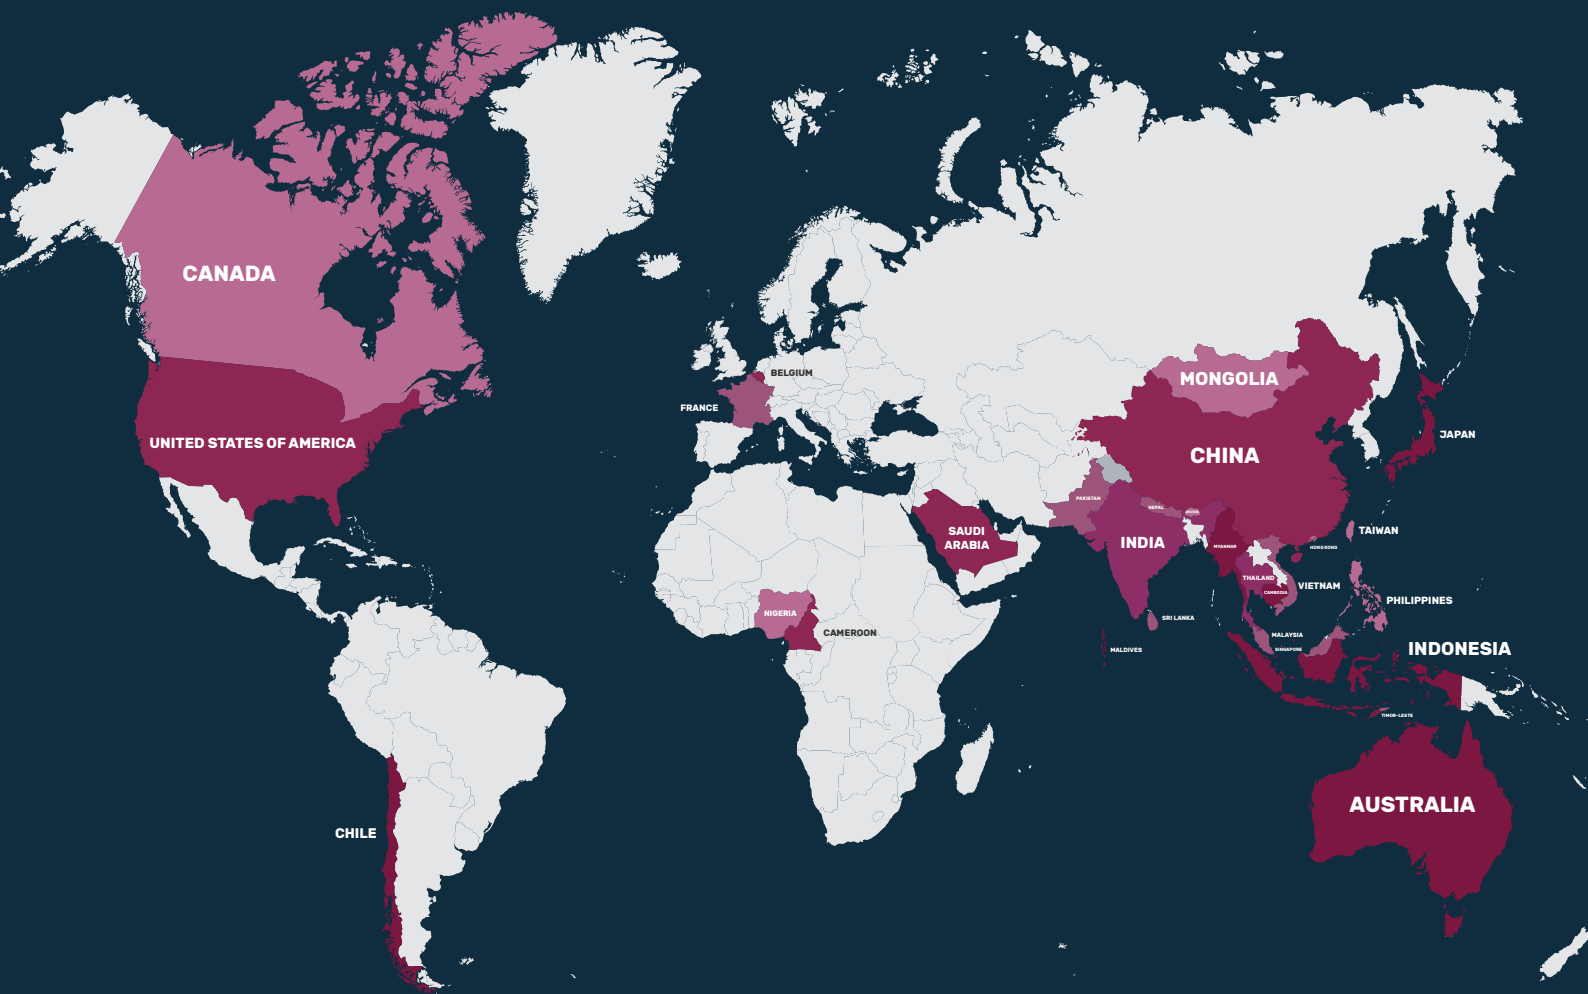 CANADA
BELGIUM
MONGOLIA
FRANCE
JAPAN
UNITED STATES OF AMERICA
CHINA
PAKISTAN
NEPAL
BHUTAN
SAUDI
ARABIA
TAIWAN
INDIA
MYANMAR
HONG KONG
THAILAND
VIETNAM
CAMBODIA
PHILIPPINES
NIGERIA
SRI LANKA
CAMEROON
MALAYSIA
MALDIVES
SINGAPORE
INDONESIA
TIMOR-LESTE
AUSTRALIA
CHILE